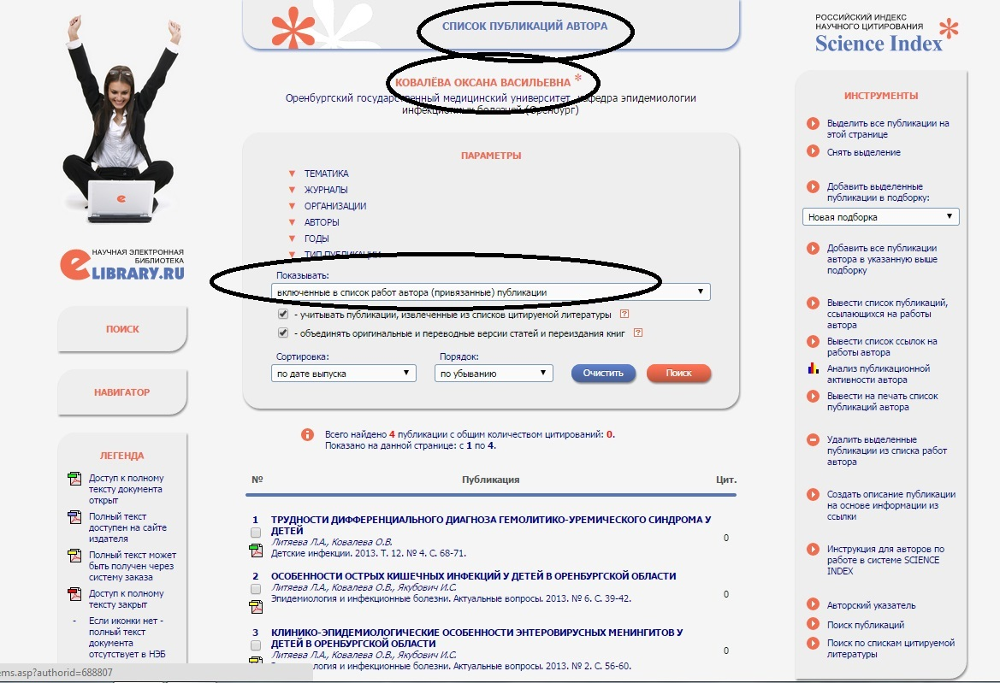 СПИСОК ПУБЛИКАЦИЙ АВТОРА
КОВАЛЁВА ОКСАНА ВАСИЛЬЕВНА *
Оренбургский государственный медицинский университет, кафедра эпидемиологии
инфекционных болезней (Оренбург)
НАУЧНАЯ ЭЛЕКТРОННАЯ
БИБЛИОТЕКА
eLIBRARY.RU
ПОИСК
НАВИГАТОР
ЛЕГЕНДА
Доступ к полному
тексту документа
открыт
Полный текст
доступен на сайте
издателя
Полный текст может
быть получен через
систему заказа
Доступ к полному
тексту закрыт
- Если иконки нет -
полный текст
документа
отсутствует в НЭБ
ems.asp?authorid=688807
ПАРАМЕТРЫ
ТЕМАТИКА
ЖУРНАЛЫ
ОРГАНИЗАЦИИ
АВТОРЫ
ГОДЫ
ТИП ПУБЛИКАЦИИ
Показывать:
включенные в список работ автора (привязанные) публикации
- учитывать публикации, извлеченные из списков цитируемой литературы ?
- объединять оригинальные и переводные версии статей и переиздания книг ?
Сортировка: Порядок:
по дате выпуска по убыванию Очистить Поиск
Всего найдено 4 публикации с общим количеством цитирований: 0.
Показано на данной странице: с 1 по 4.
№ Публикация Цит.
1 ТРУДНОСТИ ДИФФЕРЕНЦИАЛЬНОГО ДИАГНОЗА ГЕМОЛИТИКО-УРЕМИЧЕСКОГО СИНДРОМА У
ДЕТЕЙ
Литяева Л.А., Ковалева О.В. 0
Детские инфекции. 2013. Т. 12. № 4. С. 68-71.
2 ОСОБЕННОСТИ ОСТРЫХ КИШЕЧНЫХ ИНФЕКЦИЙ У ДЕТЕЙ В ОРЕНБУРГСКОЙ ОБЛАСТИ
Литяева Л.А., Ковалева О.В., Якубович И.С. 0
Эпидемиология и инфекционные болезни. Актуальные вопросы. 2013. № 6. С. 39-42.
3 КЛИНИКО-ЭПИДЕМИОЛОГИЧЕСКИЕ ОСОБЕННОСТИ ЭНТЕРОВИРУСНЫХ МЕНИНГИТОВ У
ДЕТЕЙ В ОРЕНБУРГСКОЙ ОБЛАСТИ
Литяева Л.А., Ковалева О.В., Якубович И.С. 0
логия и инфекционные болезни. Актуальные вопросы. 2013. № 2. С. 56-60.
РОССИЙСКИЙ ИНДЕКС
НАУЧНОГО ЦИТИРОВАНИЯ
Science Index
ИНСТРУМЕНТЫ
Выделить все публикации на
этой странице
Снять выделение
Добавить выделенные
публикации в подборку:
Новая подборка
Добавить все публикации
автора в указанную выше
подборку
Вывести список публикаций,
ссылающихся на работы
автора
Вывести список ссылок на
работы автора
Анализ публикационной
активности автора
Вывести на печать список
публикаций автора
Удалить выделенные
публикации из списка работ
автора
Создать описание публикации
на основе информации из
ссылки
Инструкция для авторов по
работе в системе SCIENCE
INDEX
Авторский указатель
Поиск публикаций
Поиск по спискам цитируемой
литературы